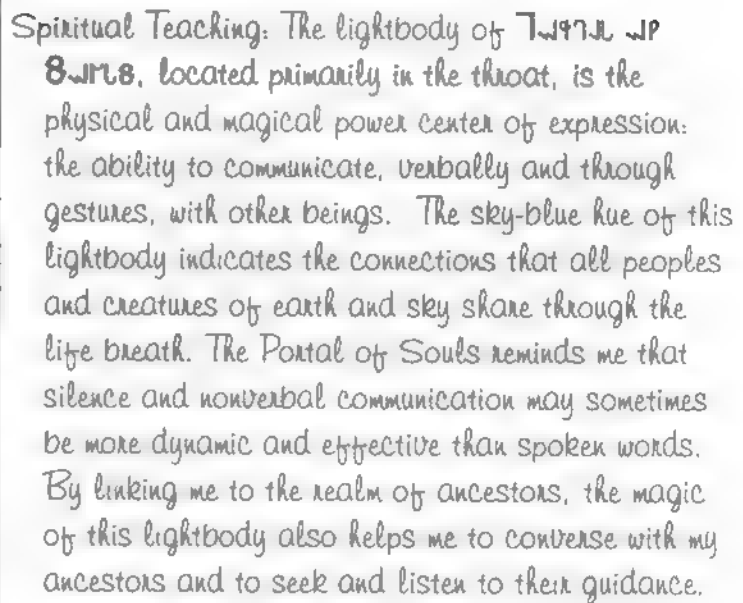 Spiritual Teaching: The lightbody of
located primarily in the throat, is the
physical and magical power center of expression:
the ability to communicate, verbally and through
gestures, with other beings. The sky-blue hue of this
lightbody indicates the connections that all peoples
and creatures of earth and sky share through the
life breath. The Portal of Souls reminds me that
silence and nonverbal communication may sometimes
be more dynamic and effective than spoken words.
By linking me to the realm of ancestors, the magic
of this lightbody also helps me to converse with my
ancestors and to seek and listen to their guidance.